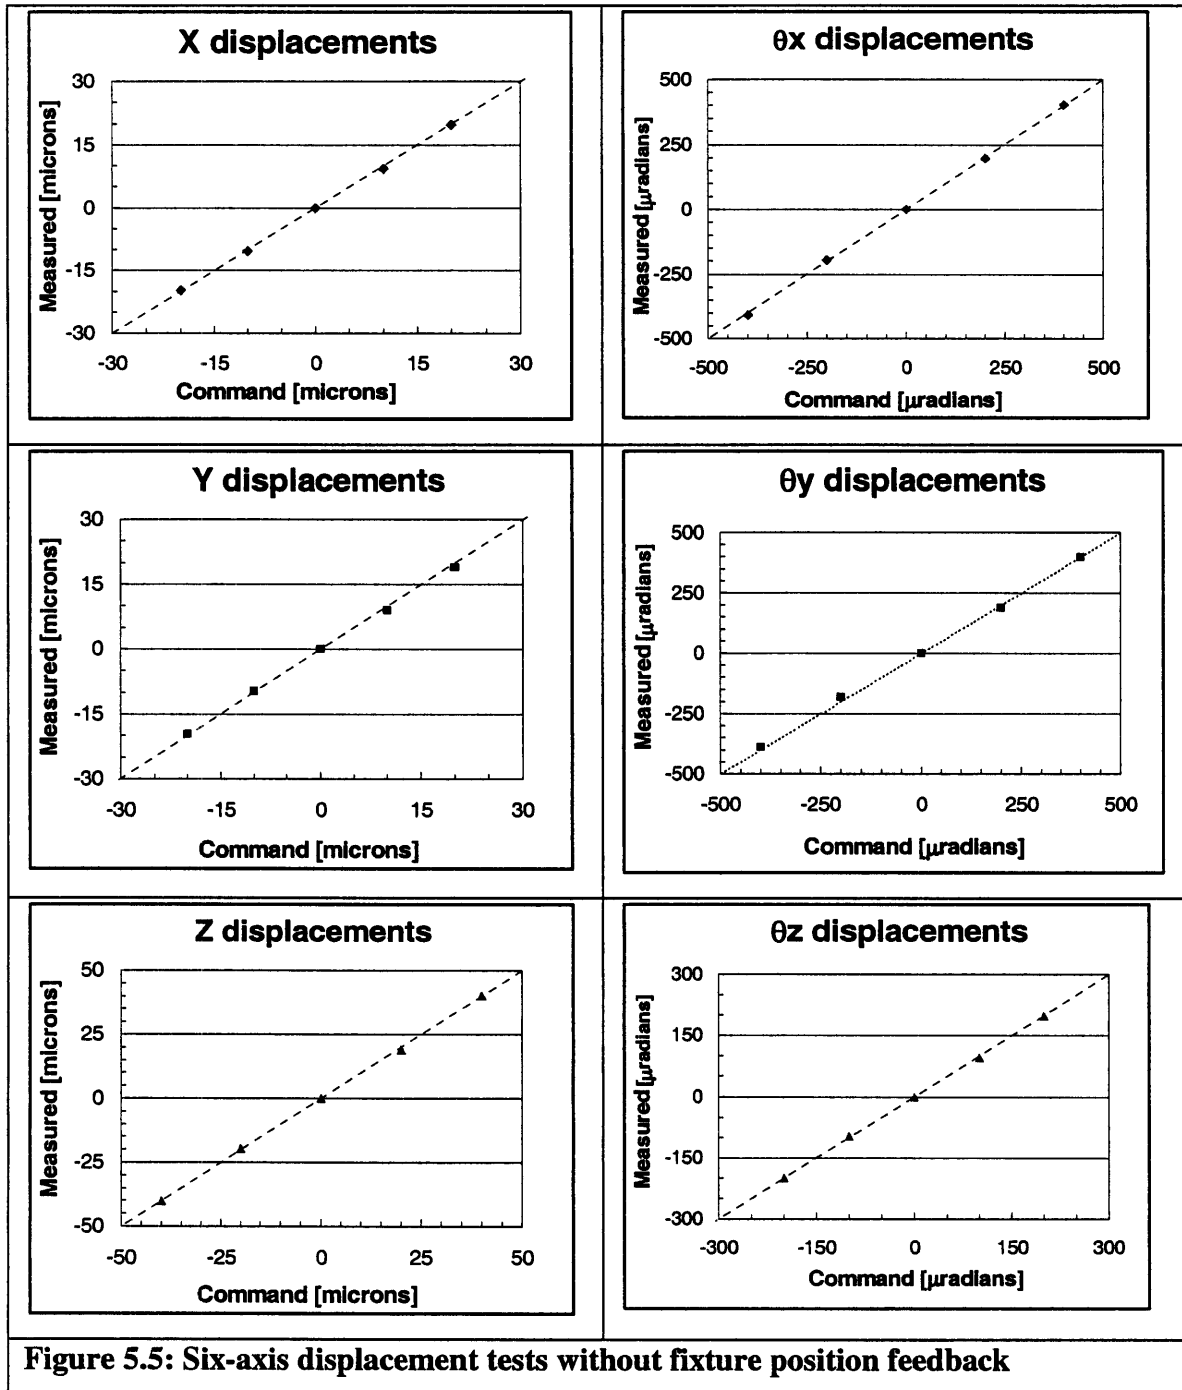 X displacements
Measured [microns]
30
15
0
-15
-30
-30 -15 0 15 30
Command [microns]
θx displacements
Measured [μradians]
500
250
0
-250
-500
-500 -250 0 250 500
Command [μradians]
Y displacements
Measured [microns]
30
15
0
-15
-30
-30 -15 0 15 30
Command [microns]
θy displacements
Measured [μradians]
500
250
0
-250
-500
-500 -250 0 250 500
Command [μradians]
Z displacements
Measured [microns]
50
25
0
-25
-50
-50 -25 0 25 50
Command [microns]
θz displacements
Measured [μradians]
300
150
0
-150
-300
-300 -150 0 150 300
Command [μradians]
Figure 5.5: Six-axis displacement tests without fixture position feedback